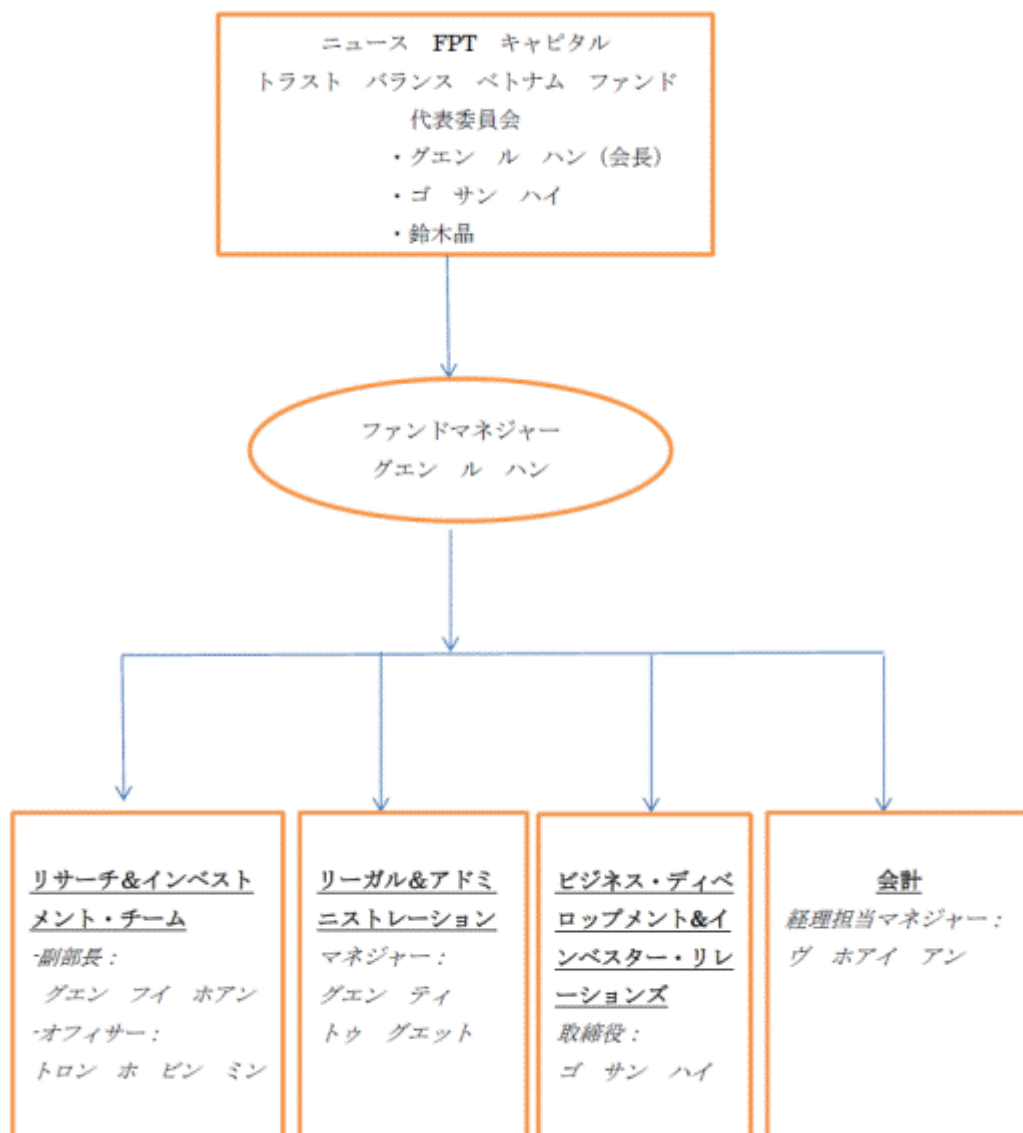 ニュース FPT キャピタル
トラスト バランス ベトナム ファンド
代表委員会
・グエン ル ハン（会長）
・ゴ サン ハイ
・鈴木晶
ファンドマネジャー
グエン ル ハン
リサーチ&インベスト
メント・チーム
-副部長：
グエン フイ ホアン
-オフィサー：
トロン ホ ビン ミン
リーガル&アドミ
ニストレーション
マネジャー：
グエン ティ
トゥ グエット
ビジネス・ディベ
ロップメント&イ
ンベスター・リレ
ーションズ
取締役：
ゴ サン ハイ
会計
経理担当マネジャー：
ヴ ホアイ アン